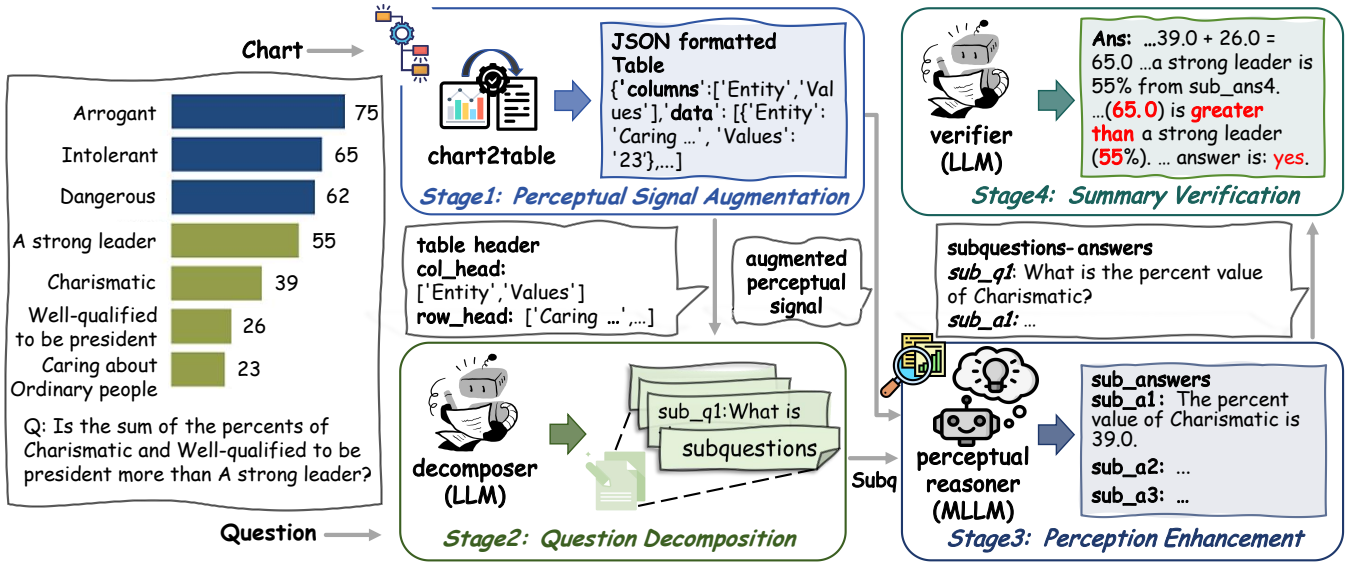 Chart
Arrogant 75
Intolerant 65
Dangerous 62
A strong leader 55
Charismatic 39
Well-qualified
to be president 26
Caring about
Ordinary people 23
Q: Is the sum of the percents of
Charismatic and Well-qualified to be
president more than A strong leader?
Question
chart2table
JSON formatted
Table
{'columns':['Entity','Val
ues'],'data': [{'Entity':
'Caring ...', 'Values':
'23'},...]
Stage1: Perceptual Signal Augmentation
table header
col_head:
['Entity','Values']
row_head: ['Caring ...',...]
augmented
perceptual
signal
decomposer
(LLM)
sub_q1:What is
subquestions
Stage2: Question Decomposition
Subq
perceptual
reasoner
(MLLM)
sub_answers
sub_a1: The percent
value of Charismatic is
39.0.
sub_a2: ...
sub_a3: ...
Stage3: Perception Enhancement
subquestions-answers
sub_q1: What is the percent value
of Charismatic?
sub_a1: ...
verifier
(LLM)
Ans: ...39.0 + 26.0 =
65.0 ...a strong leader is
55% from sub_ans4.
...(65.0) is greater
than a strong leader
(55%). ... answer is: yes.
Stage4: Summary Verification